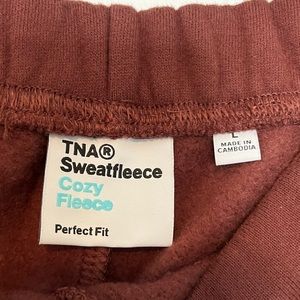 TNA®
Sweatfleece
Cozy
Fleece
Perfect Fit
L
MADE IN
CAMBODIA